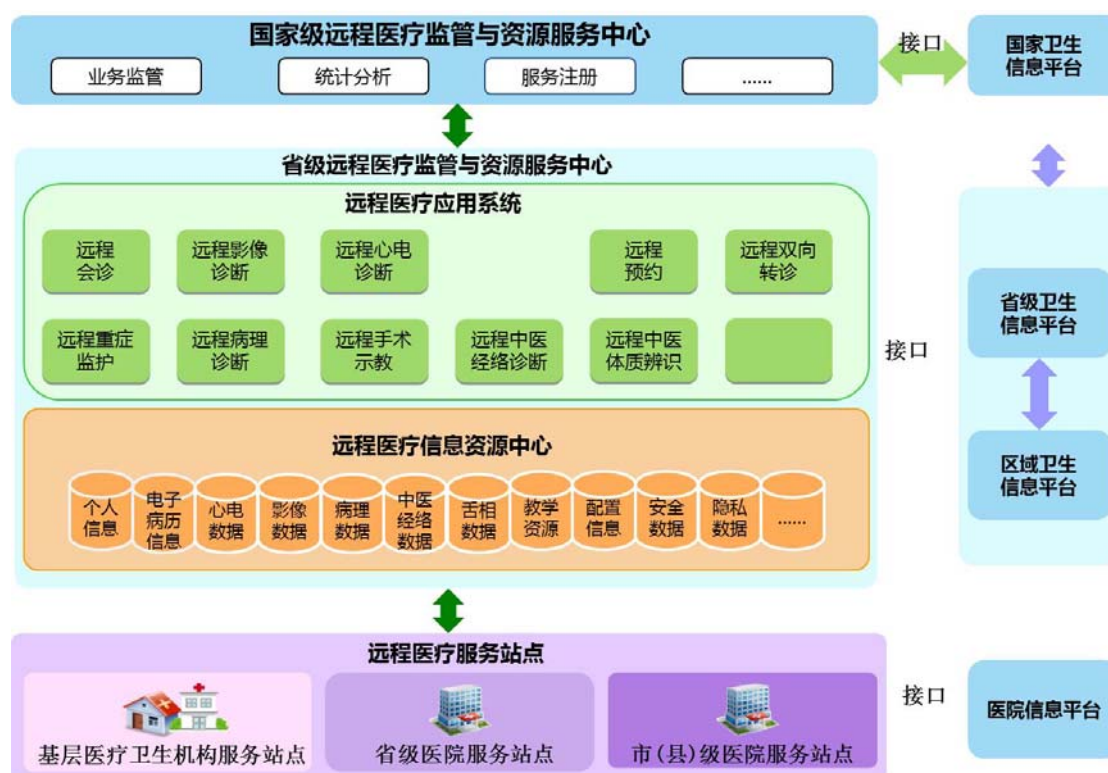 国家级远程医疗监管与资源服务中心
业务监管
统计分析
服务注册
......
接口
国家卫生
信息平台
省级远程医疗监管与资源服务中心
远程医疗应用系统
远程
会诊
远程影像
诊断
远程心电
诊断
远程
预约
远程双向
转诊
远程重症
监护
远程病理
诊断
远程手术
示教
远程中医
经络诊断
远程中医
体质辨识
接口
省级卫生
信息平台
区域卫生
信息平台
远程医疗信息资源中心
个人
信息
电子
病历
信息
心电
数据
影像
数据
病理
数据
中医
经络
数据
舌相
数据
教学
资源
配置
信息
安全
数据
隐私
数据
......
远程医疗服务站点
基层医疗卫生机构服务站点
省级医院服务站点
市(县)级医院服务站点
接口
医院信息平台